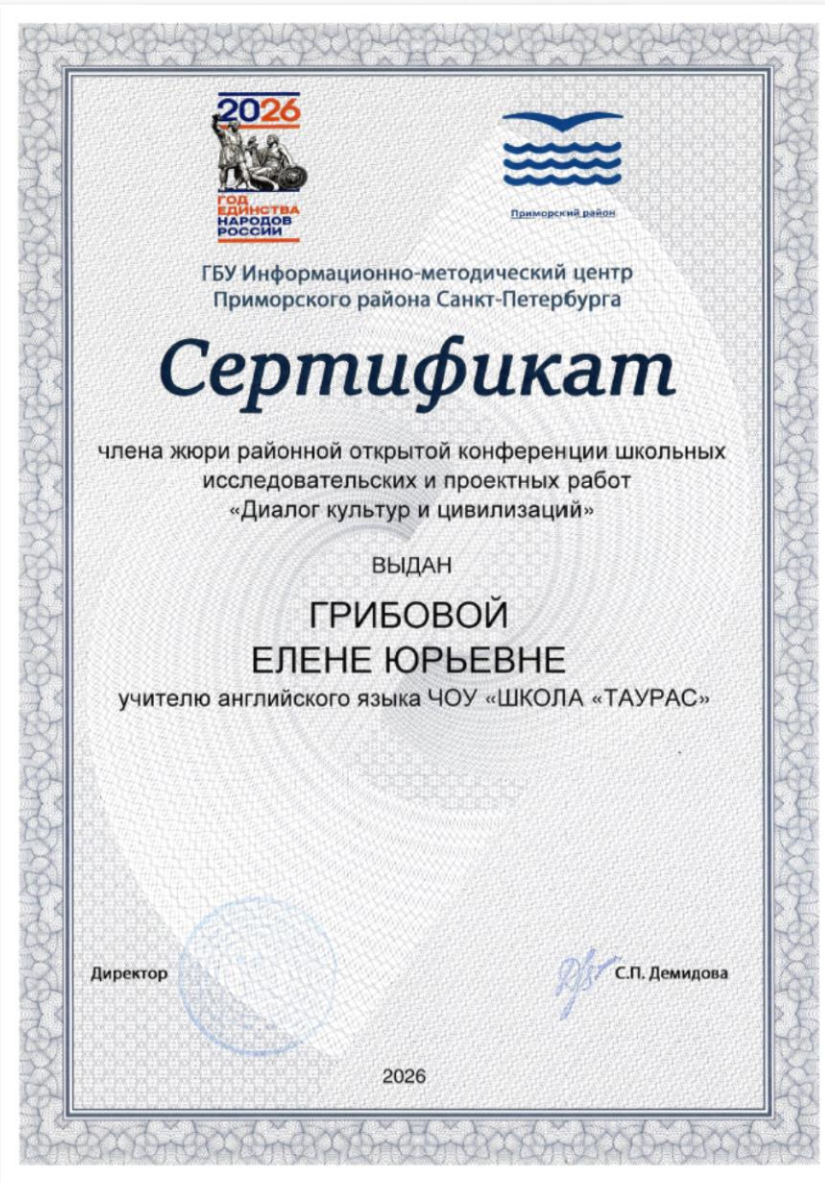 2026
ГОД
ЕДИНСТВА
НАРОДОВ
РОССИИ
Приморский район
ГБУ Информационно-методический центр
Приморского района Санкт-Петербурга
Сертификат
члена жюри районной открытой конференции школьных
исследовательских и проектных работ
«Диалог культур и цивилизаций»
ВЫДАН
ГРИБОВОЙ
ЕЛЕНЕ ЮРЬЕВНЕ
учителю английского языка ЧОУ «ШКОЛА «ТАУРАС»
Директор
С.П. Демидова
2026